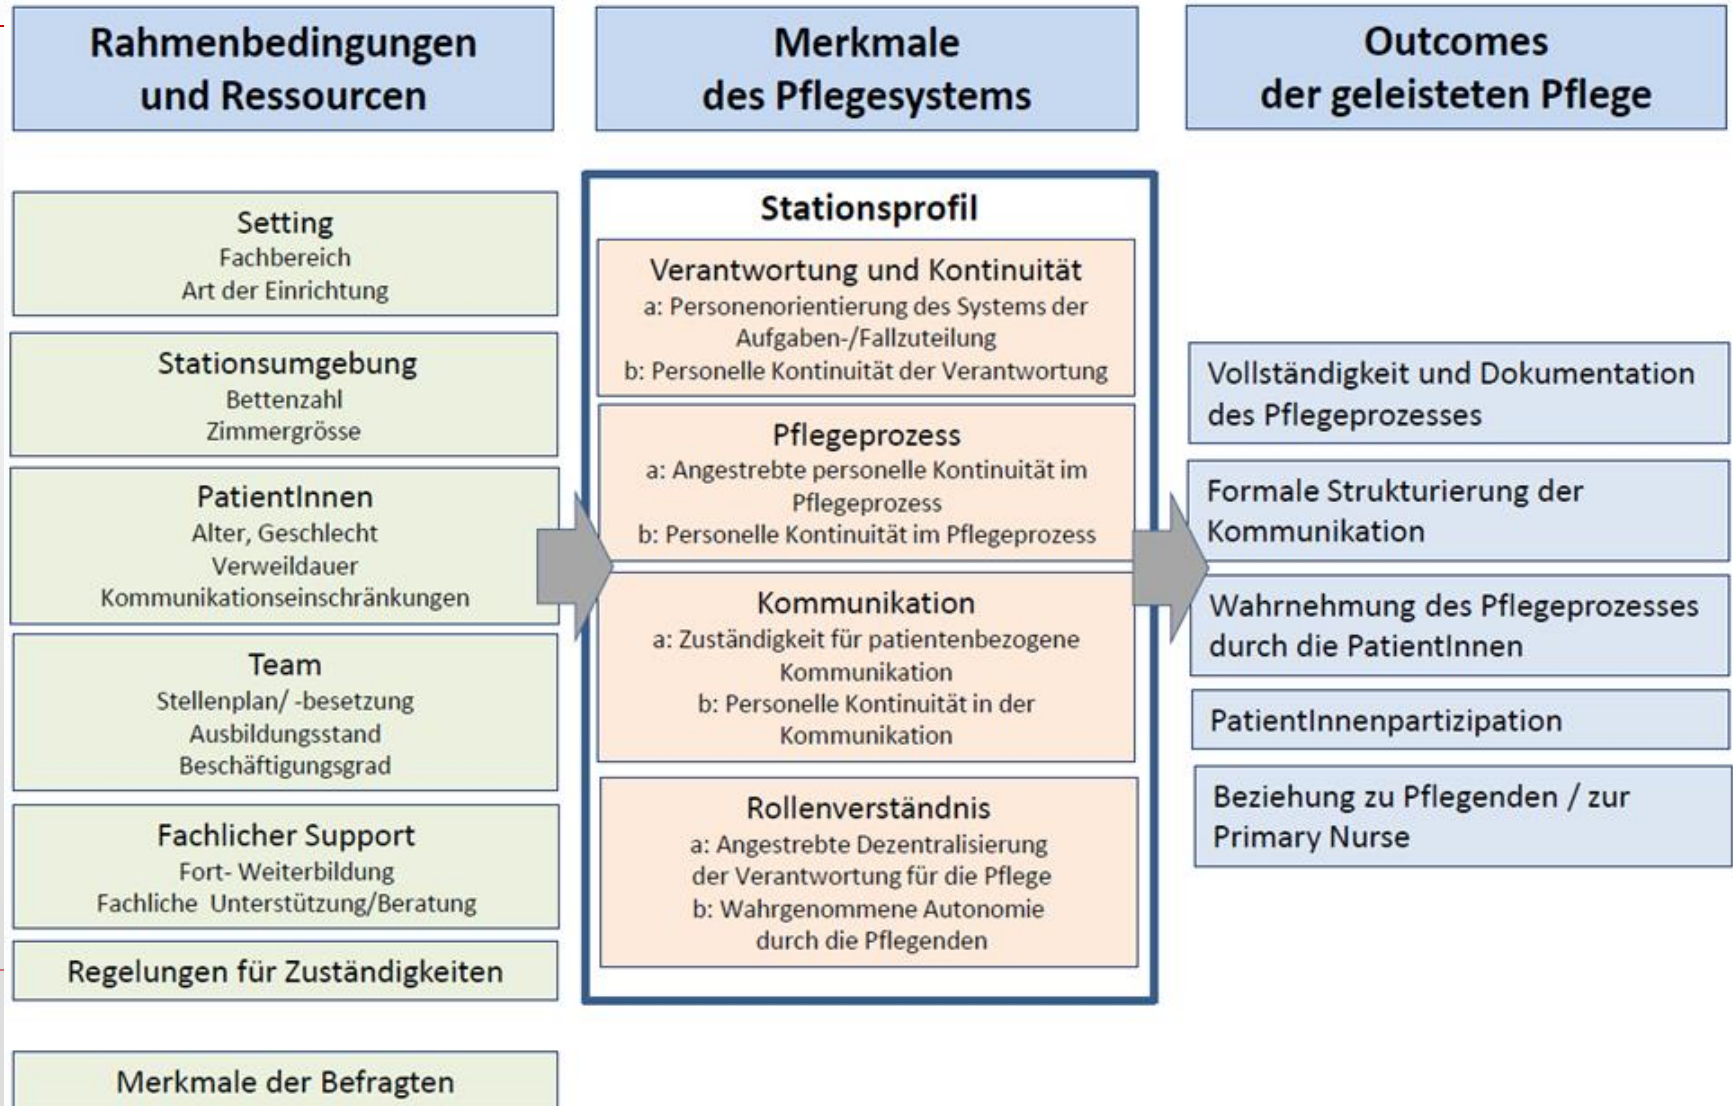 Rahmenbedingungen
und Ressourcen
Setting
Fachbereich
Art der Einrichtung
Stationsumgebung
Bettenzahl
Zimmergrösse
PatientInnen
Alter, Geschlecht
Verweildauer
Kommunikationseinschränkungen
Team
Stellenplan/ -besetzung
Ausbildungsstand
Beschäftigungsgrad
Fachlicher Support
Fort- Weiterbildung
Fachliche Unterstützung/Beratung
Regelungen für Zuständigkeiten
Merkmale der Befragten
Merkmale
des Pflegesystems
Stationsprofil
Verantwortung und Kontinuität
a: Personenorientierung des Systems der
Aufgaben-/Fallzuteilung
b: Personelle Kontinuität der Verantwortung
Pflegeprozess
a: Angestrebte personelle Kontinuität im
Pflegeprozess
b: Personelle Kontinuität im Pflegeprozess
Kommunikation
a: Zuständigkeit für patientenbezogene
Kommunikation
b: Personelle Kontinuität in der
Kommunikation
Rollenverständnis
a: Angestrebte Dezentralisierung
der Verantwortung für die Pflege
b: Wahrgenommene Autonomie
durch die Pflegenden
Outcomes
der geleisteten Pflege
Vollständigkeit und Dokumentation
des Pflegeprozesses
Formale Strukturierung der
Kommunikation
Wahrnehmung des Pflegeprozesses
durch die PatientInnen
PatientInnenpartizipation
Beziehung zu Pflegenden / zur
Primary Nurse